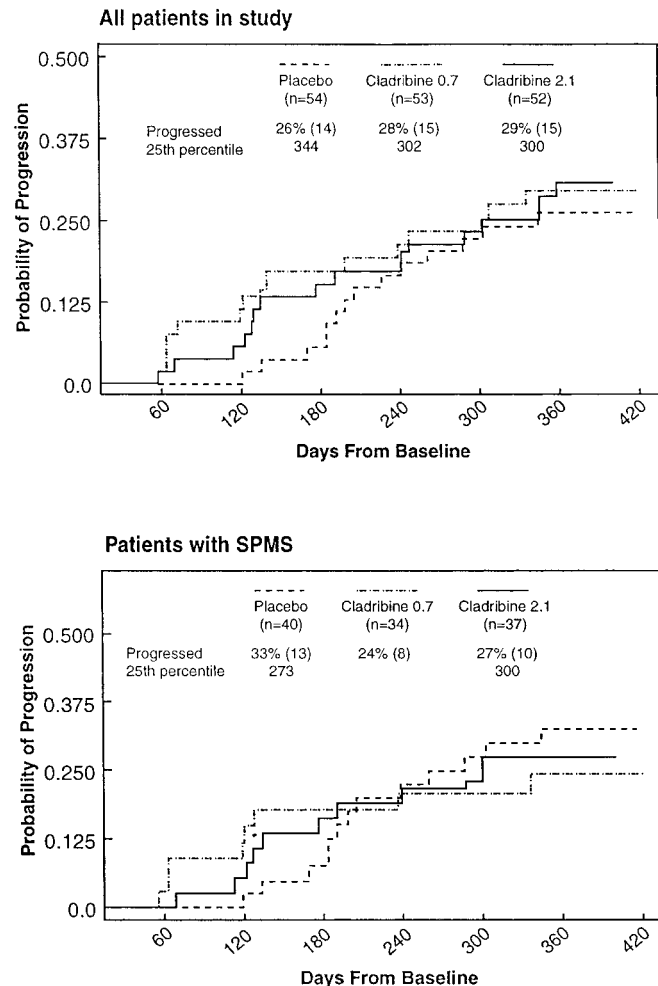 All patients in study
Probability of Progression
0.500
0.375
0.250
0.125
0.0
Placebo Cladribine 0.7 Cladribine 2.1
(n=54) (n=53) (n=52)
Progressed 26% (14) 28% (15) 29% (15)
25th percentile 344 302 300
60 120 180 240 300 360 420
Days From Baseline
Patients with SPMS
Probability of Progression
0.500
0.375
0.250
0.125
0.0
Placebo Cladribine 0.7 Cladribine 2.1
(n=40) (n=34) (n=37)
Progressed 33% (13) 24% (8) 27% (10)
25th percentile 273 300
60 120 180 240 300 360 420
Days From Baseline